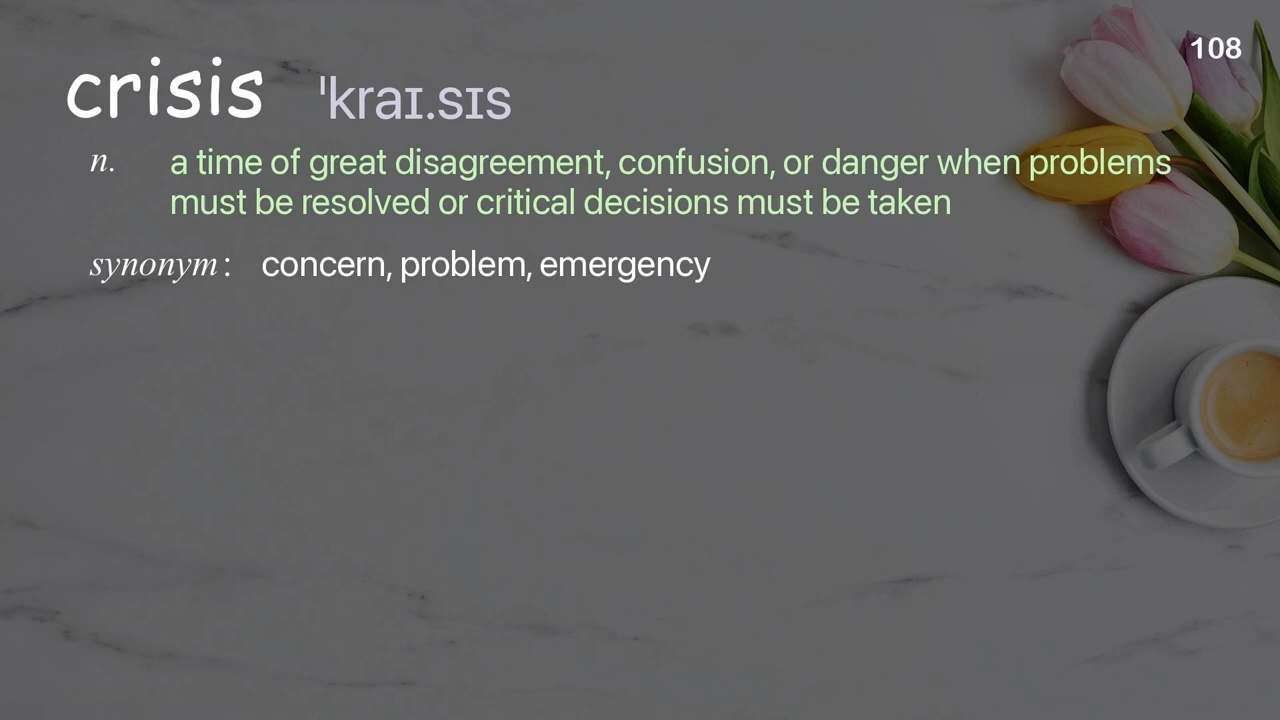 108
crisis ˈkraɪ.sɪs
n. a time of great disagreement, confusion, or danger when problems
must be resolved or critical decisions must be taken
synonym: concern, problem, emergency